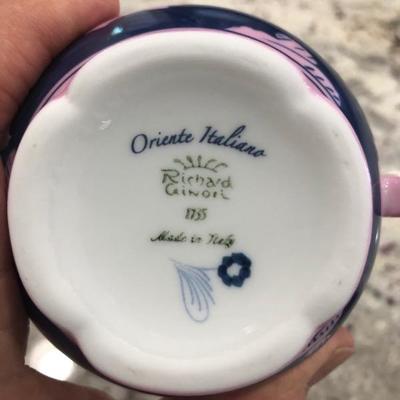 Oriente Italiano
Richard
Ginori
1735
Made in Italy